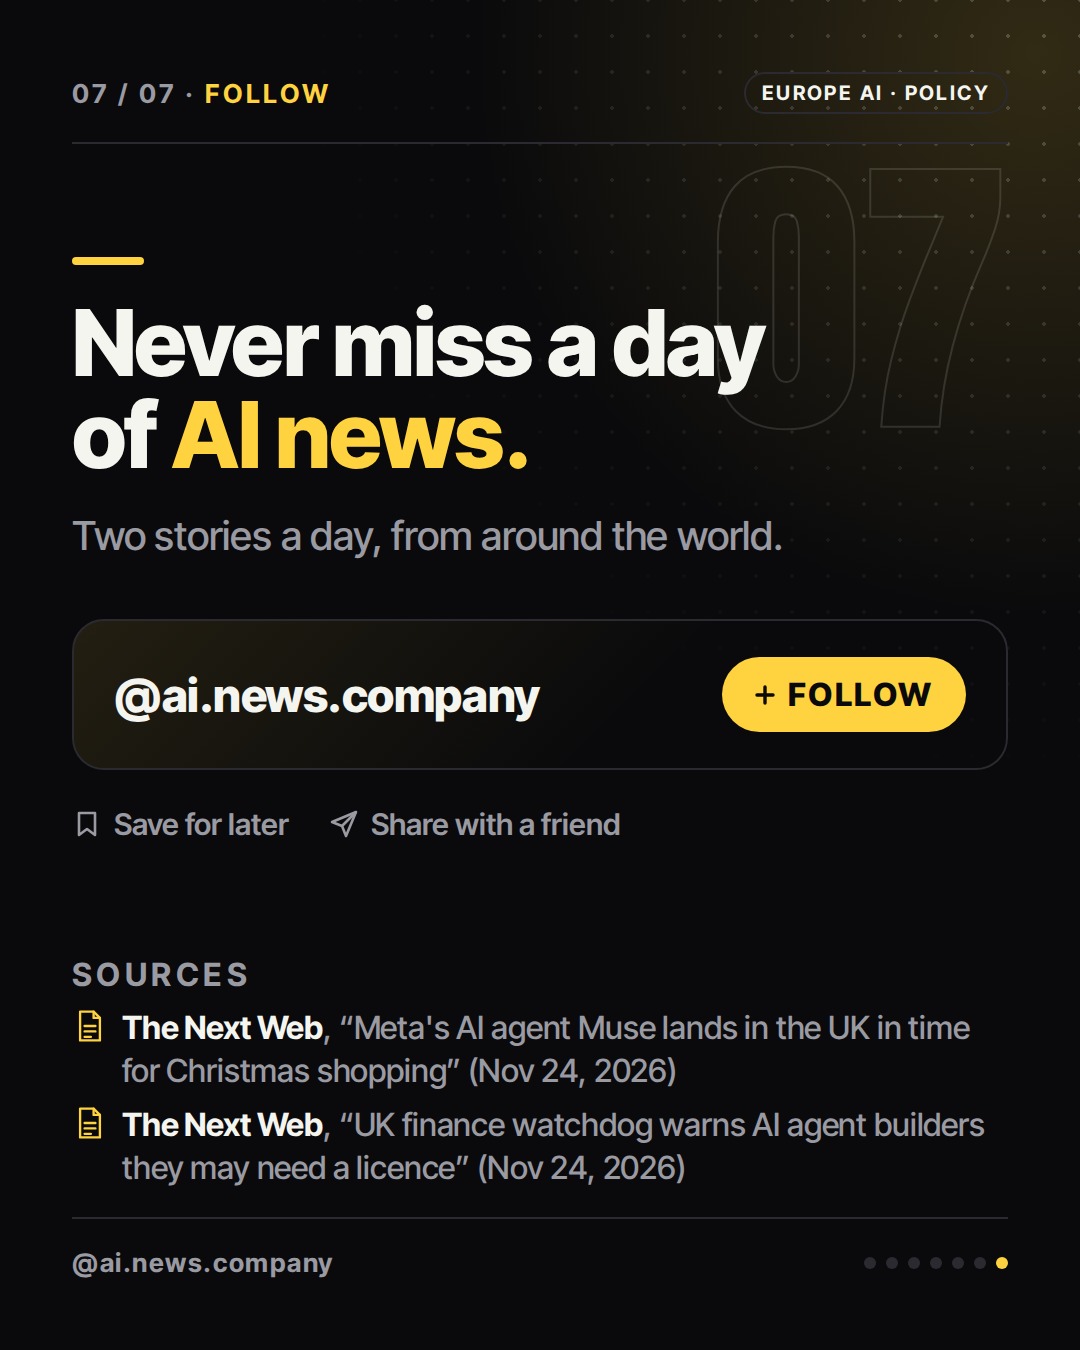 07 / 07 · FOLLOW
EUROPE AI · POLICY
07
Never miss a day
of AI news.
Two stories a day, from around the world.
@ai.news.company
+ FOLLOW
Save for later
Share with a friend
SOURCES
The Next Web, “Meta's AI agent Muse lands in the UK in time
for Christmas shopping” (Nov 24, 2026)
The Next Web, “UK finance watchdog warns AI agent builders
they may need a licence” (Nov 24, 2026)
@ai.news.company